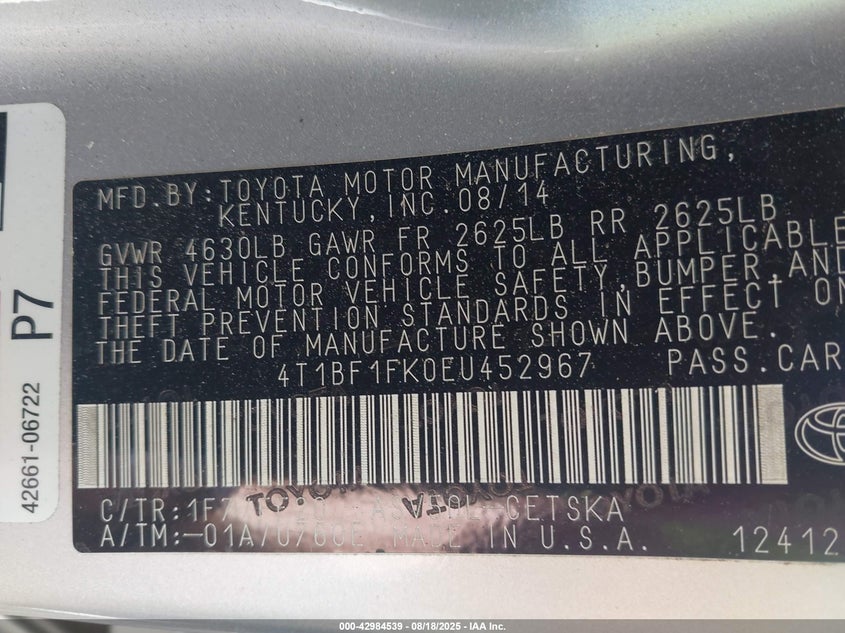 MFD.BY:TOYOTA MOTOR MANUFACTURING,
KENTUCKY,INC.08/14
GVWR 4630LB GAWR FR 2625LB RR 2625LB
THIS VEHICLE CONFORMS TO ALL APPLICABLE
FEDERAL MOTOR VEHICLE SAFETY,BUMPER,AND
THEFT PREVENTION STANDARDS IN EFFECT ON
THE DATE OF MANUFACTURE SHOWN ABOVE.
4T1BF1FK0EU452967 PASS.CAR
C/TR:1F7
TOYOTA
A/TM:-01A/
MADE IN U.S.A.
12412
P7
42661-06722
000-42984539 - 08/18/2025 - IAA Inc.